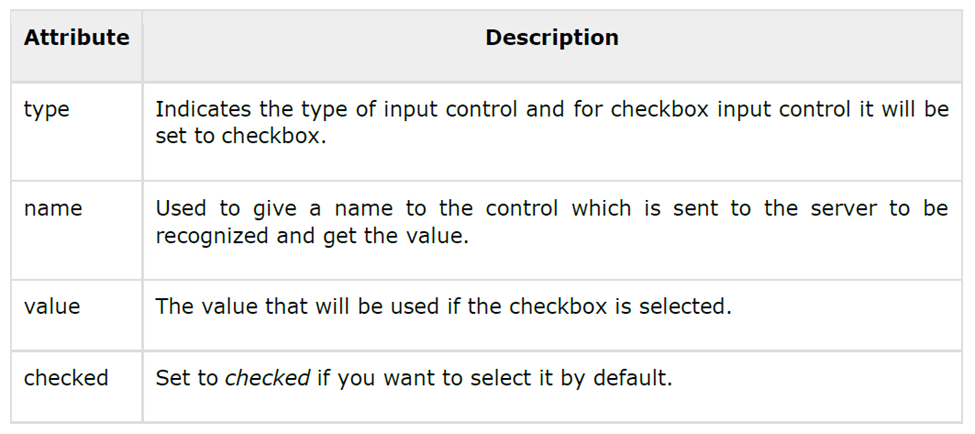 Attribute Description
type Indicates the type of input control and for checkbox input control it will be
set to checkbox.
name Used to give a name to the control which is sent to the server to be
recognized and get the value.
value The value that will be used if the checkbox is selected.
checked Set to checked if you want to select it by default.